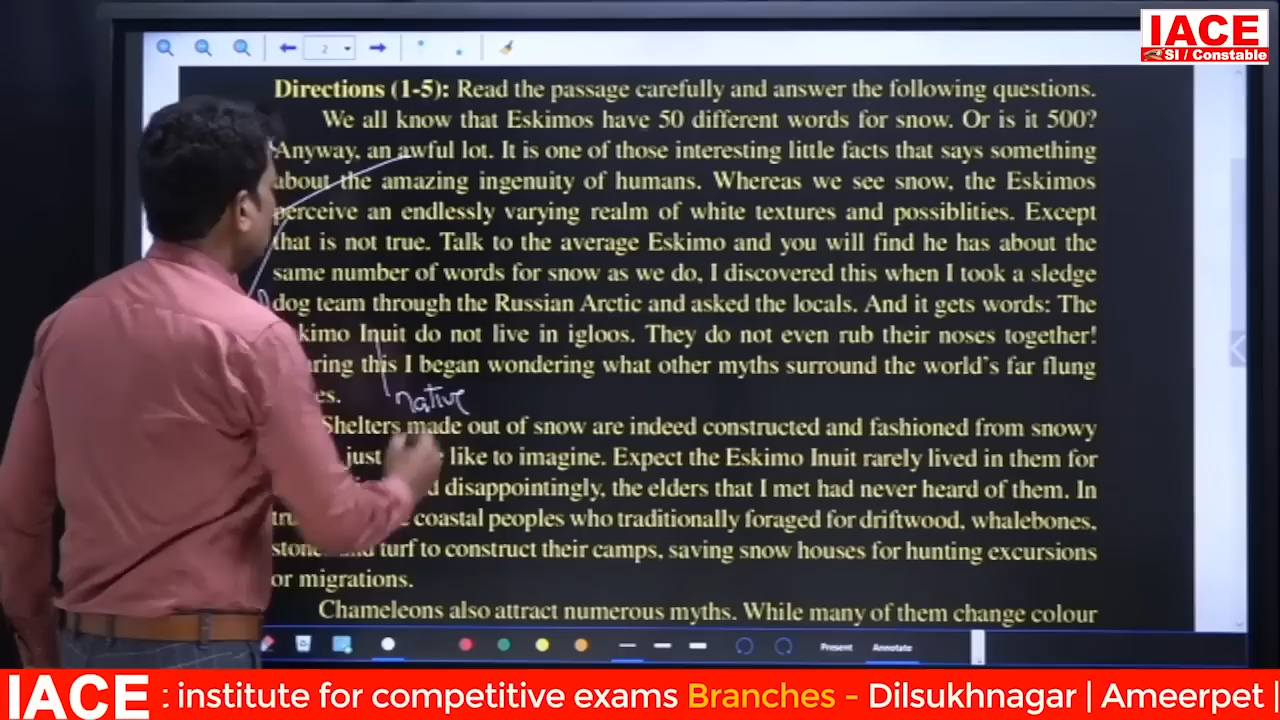 IACE
SI / Constable
2
Directions (1-5): Read the passage carefully and answer the following questions.
We all know that Eskimos have 50 different words for snow. Or is it 500?
Anyway, an awful lot. It is one of those interesting little facts that says something
about the amazing ingenuity of humans. Whereas we see snow, the Eskimos
perceive an endlessly varying realm of white textures and possiblities. Except
that is not true. Talk to the average Eskimo and you will find he has about the
same number of words for snow as we do, I discovered this when I took a sledge
dog team through the Russian Arctic and asked the locals. And it gets words: The
kimo Inuit do not live in igloos. They do not even rub their noses together!
aring this I began wondering what other myths surround the world's far flung
es.
native
Shelters made out of snow are indeed constructed and fashioned from snowy
just like to imagine. Expect the Eskimo Inuit rarely lived in them for
d disappointingly, the elders that I met had never heard of them. In
tru coastal peoples who traditionally foraged for driftwood, whalebones,
stone and turf to construct their camps, saving snow houses for hunting excursions
or migrations.
Chameleons also attract numerous myths. While many of them change colour
Present
Annotate
IACE : institute for competitive exams Branches - Dilsukhnagar | Ameerpet |